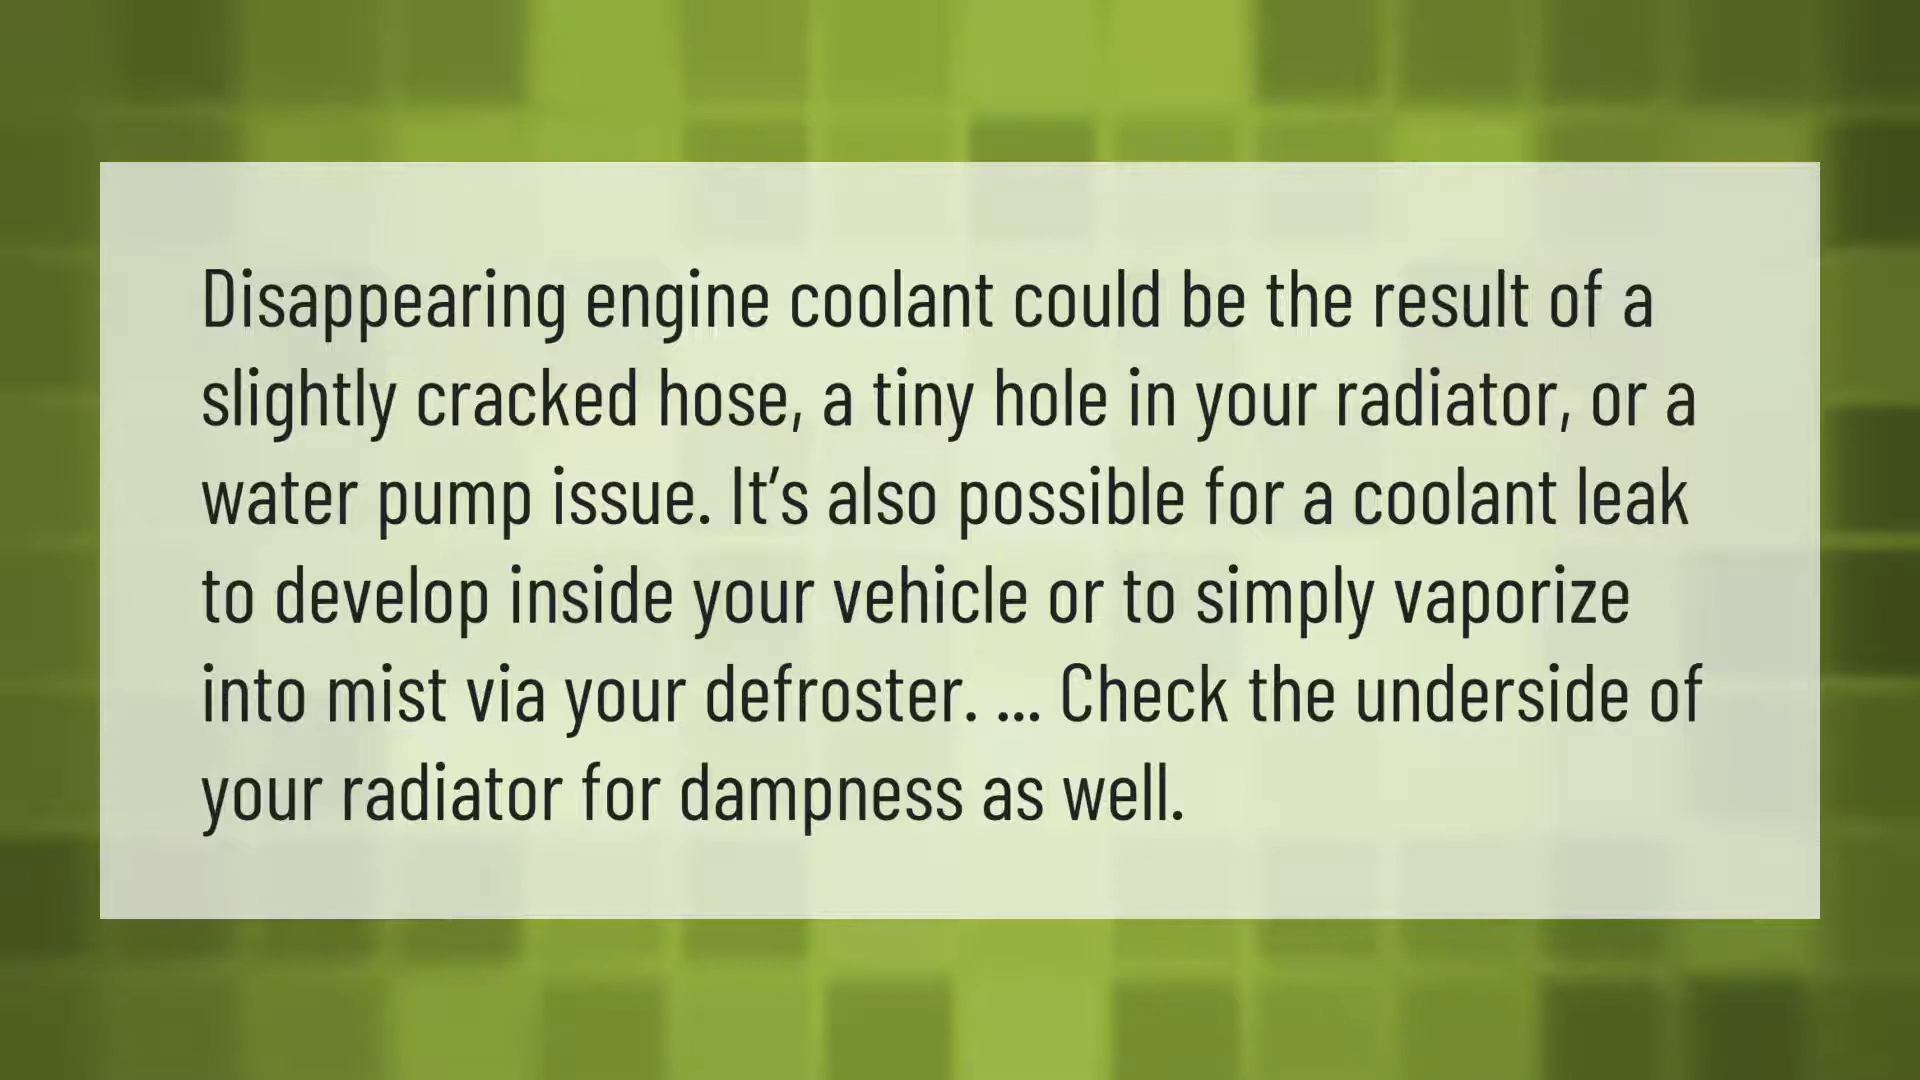 Disappearing engine coolant could be the result of a
slightly cracked hose, a tiny hole in your radiator, or a
water pump issue. It’s also possible for a coolant leak
to develop inside your vehicle or to simply vaporize
into mist via your defroster. ... Check the underside of
your radiator for dampness as well.